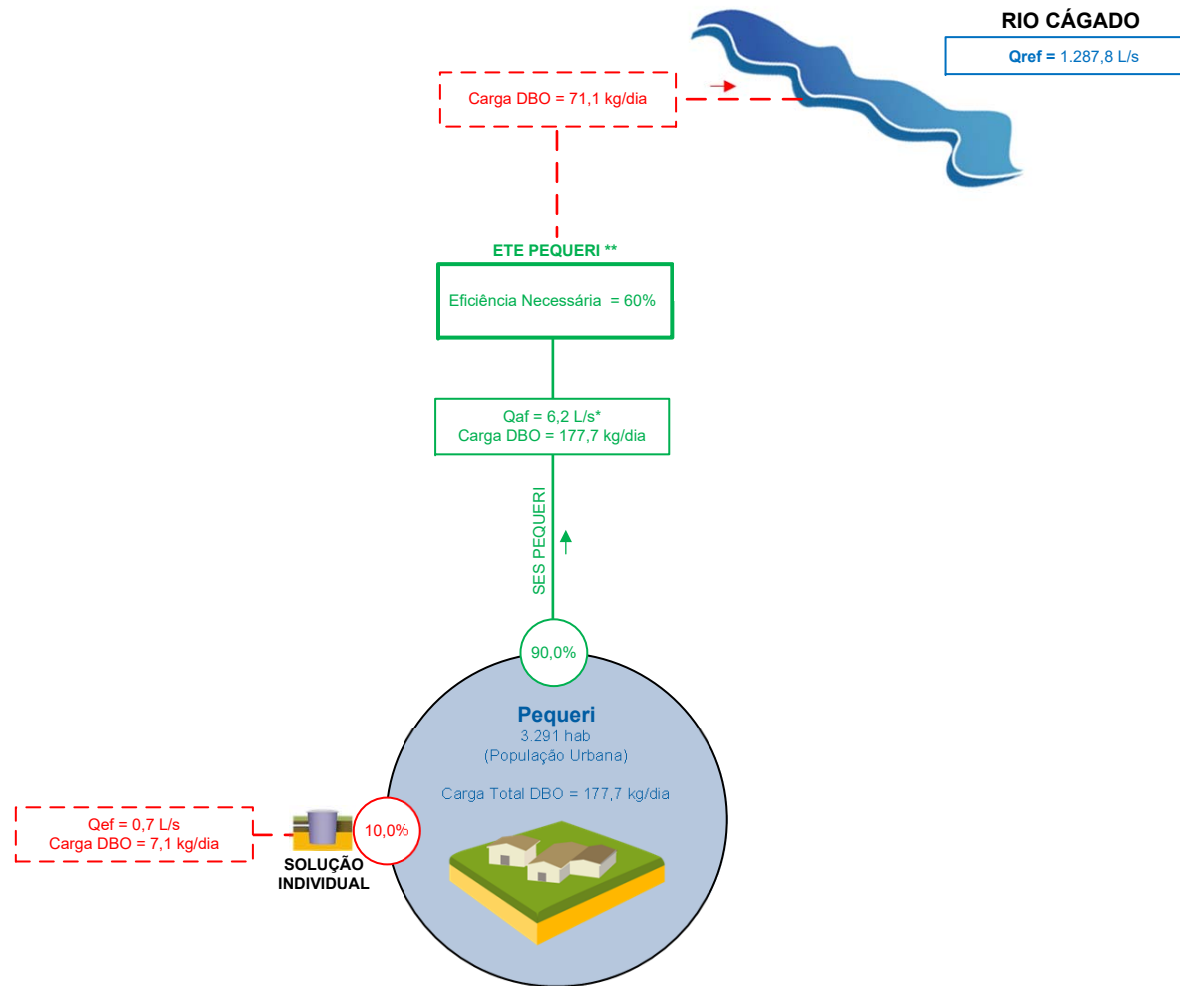 RIO CÁGADO
Qref = 1.287,8 L/s
Carga DBO = 71,1 kg/dia
ETE PEQUERI **
Eficiência Necessária = 60%
Qaf = 6,2 L/s*
Carga DBO = 177,7 kg/dia
SES PEQUERI
90,0%
Pequeri
3.291 hab
(População Urbana)
Carga Total DBO = 177,7 kg/dia
10,0%
Qef = 0,7 L/s
Carga DBO = 7,1 kg/dia
SOLUÇÃO
INDIVIDUAL